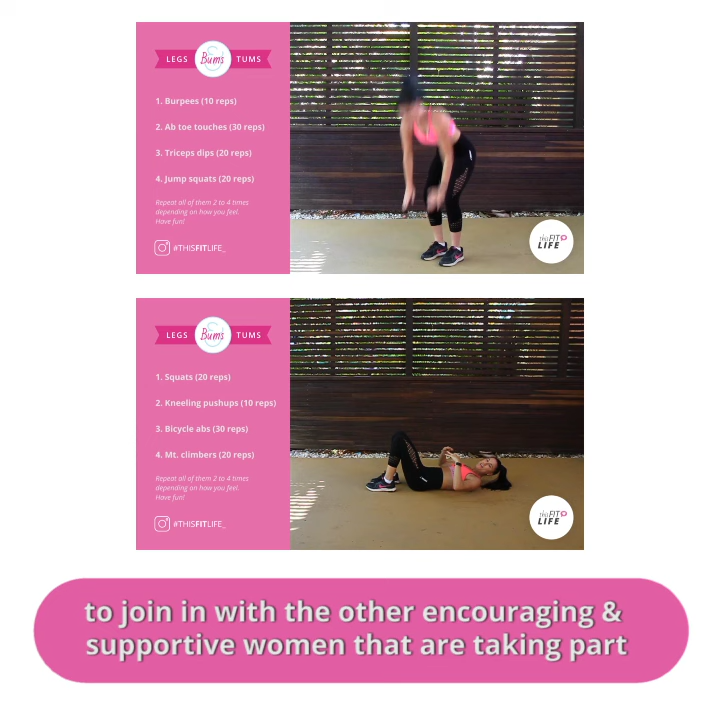 LEGS Bums TUMS
1. Burpees (10 reps)
2. Ab toe touches (30 reps)
3. Triceps dips (20 reps)
4. Jump squats (20 reps)
Repeat all of them 2 to 4 times
depending on how you feel.
Have fun!
#THISFITLIFE_
thisFIT
LIFE
LEGS Bums TUMS
1. Squats (20 reps)
2. Kneeling pushups (10 reps)
3. Bicycle abs (30 reps)
4. Mt. climbers (20 reps)
Repeat all of them 2 to 4 times
depending on how you feel.
Have fun!
#THISFITLIFE_
thisFIT
LIFE
to join in with the other encouraging &
supportive women that are taking part